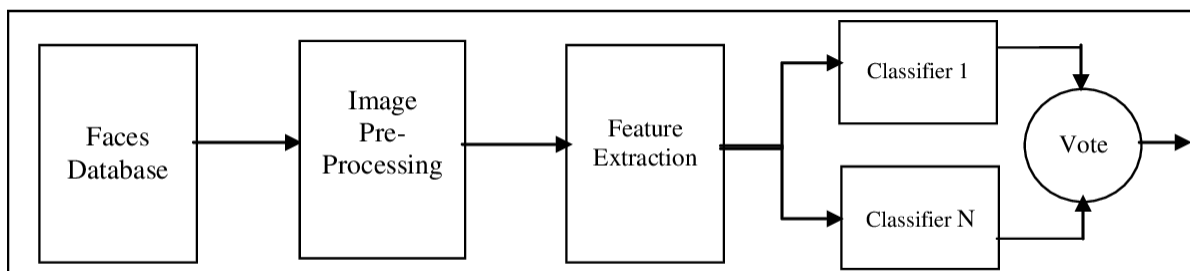 Faces
Database
Image
Pre-
Processing
Feature
Extraction
Classifier 1
Classifier N
Vote